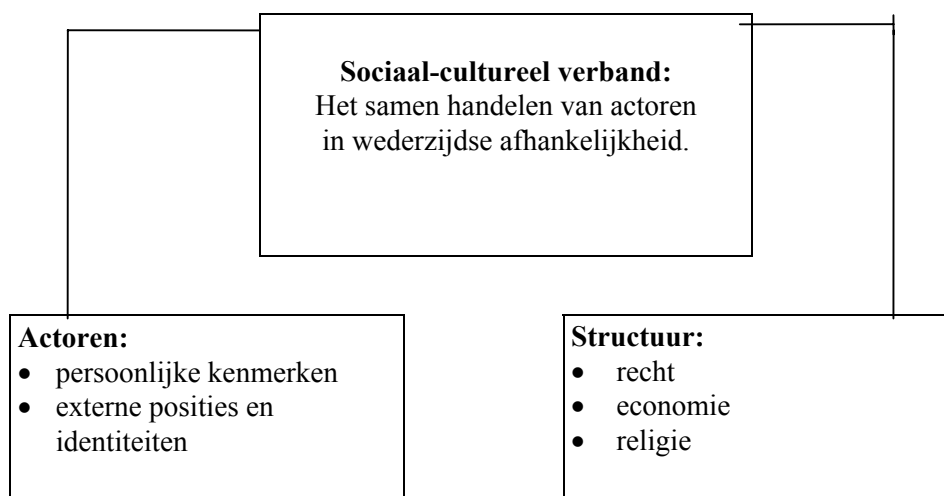 Sociaal-cultureel verband:
Het samen handelen van actoren
in wederzijdse afhankelijkheid.
Actoren:
• persoonlijke kenmerken
• externe posities en
identiteiten
Structuur:
• recht
• economie
• religie